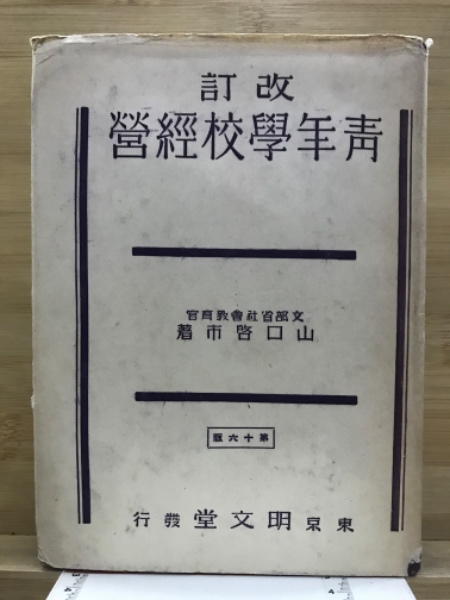 改訂
青年學校經營
文部省社會教育官
山口啓市著
第十六版
東京明文堂發行